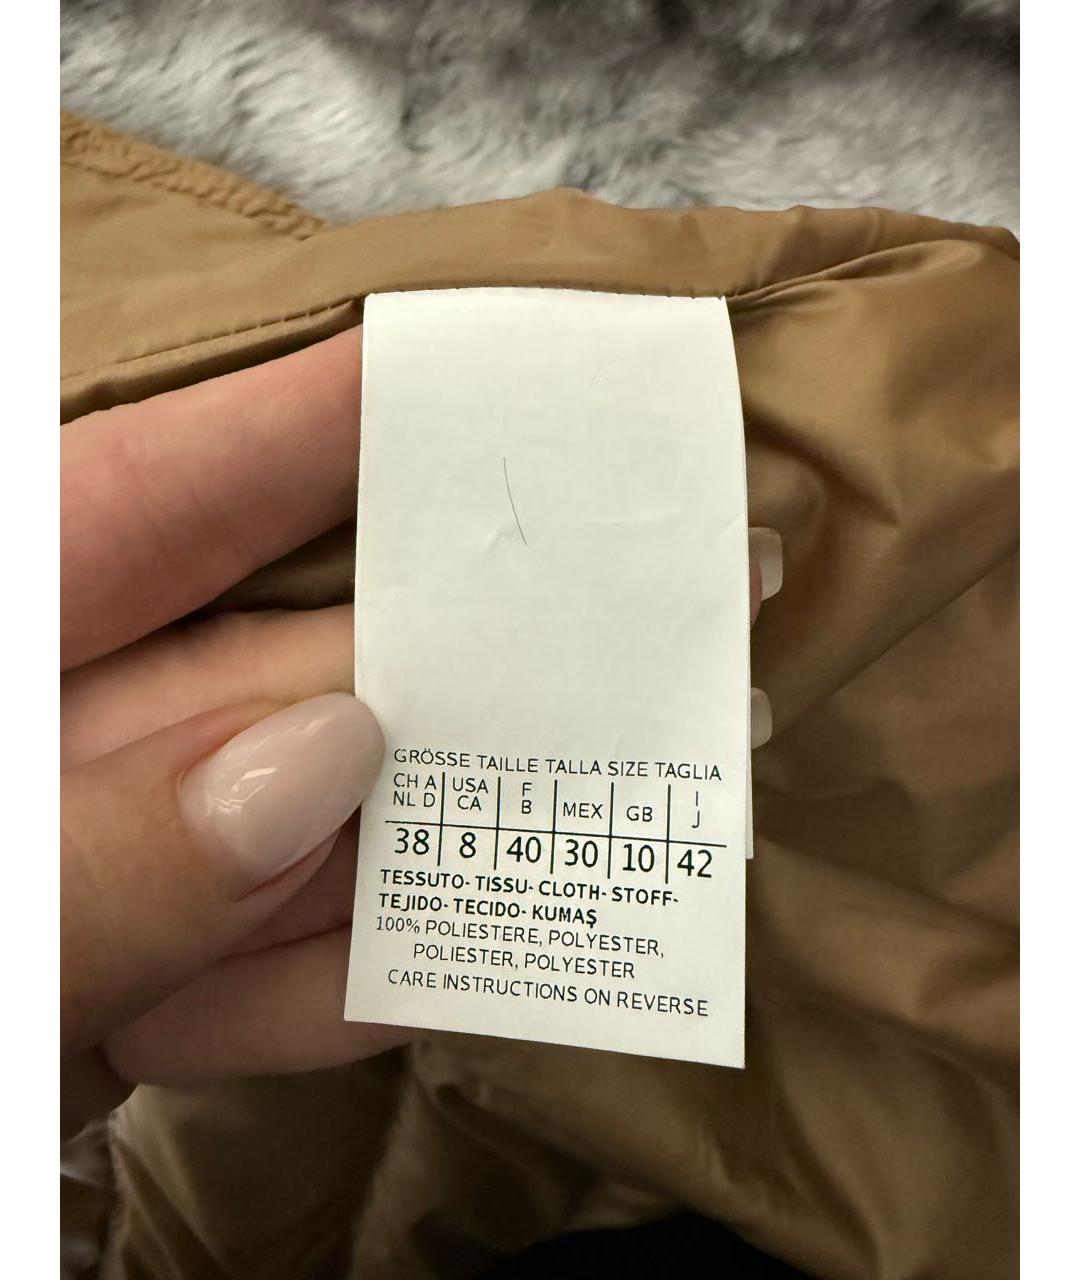 GRÖSSE TAILLE TALLA SIZE TAGLIA
CH A USA F MEX GB I
NL D CA B J
38 8 40 30 10 42
TESSUTO- TISSU- CLOTH- STOFF-
TEJIDO- TECIDO- KUMAŞ
100% POLIESTERE, POLYESTER,
POLIESTER, POLYESTER
CARE INSTRUCTIONS ON REVERSE